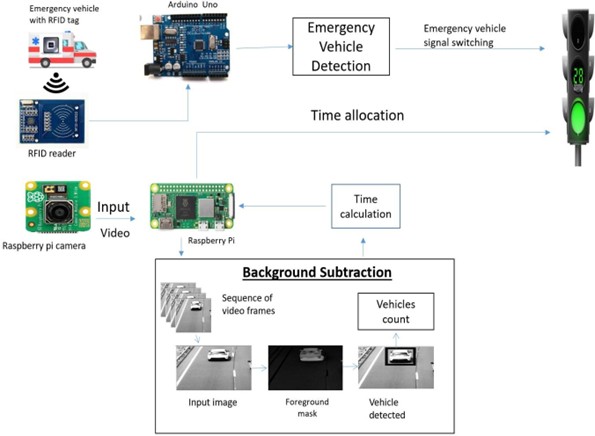 Emergency vehicle
with RFID tag
Arduino Uno
Emergency
Vehicle
Detection
Emergency vehicle
signal switching
28
RFID reader
Time allocation
Input
Video
Raspberry pi camera
Raspberry Pi
Time
calculation
Background Subtraction
Sequence of
video frames
Vehicles
count
Input image
Foreground
mask
Vehicle
detected